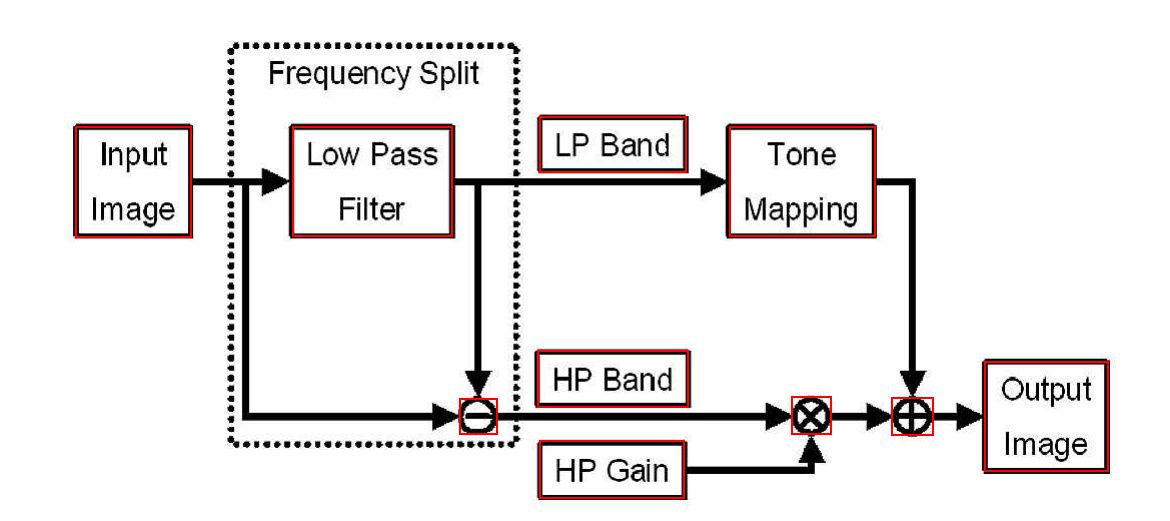 Frequency Split
Input
Image
Low Pass
Filter
LP Band
Tone
Mapping
HP Band
HP Gain
Output
Image